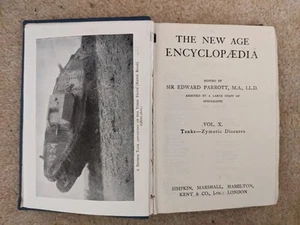 THE NEW AGE
ENCYCLOPÆDIA
EDITED BY
SIR EDWARD PARROTT, M.A., LL.D.
ASSISTED BY A LARGE STAFF OF
SPECIALISTS
VOL. X.
Tanks—Zymotic Diseases
SIMPKIN, MARSHALL, HAMILTON,
KENT & CO., LTD.: LONDON